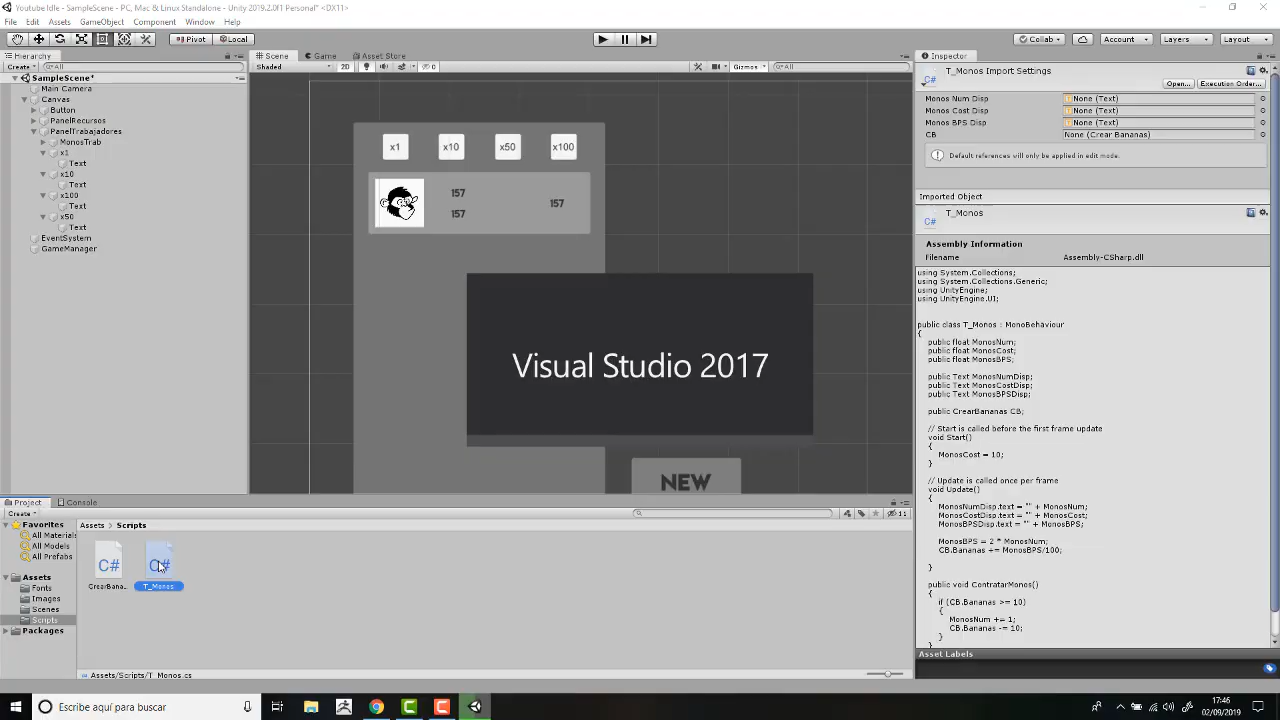 Youtube Idle - SampleScene - PC, Mac & Linux Standalone - Unity 2019.2.0f1 Personal* <DX11>
File Edit Assets GameObject Component Window Help
Pivot Local Collab Account Layers Layout
Hierarchy
Create All
SampleScene*
Main Camera
Canvas
Button
PanelRecursos
PanelTrabajadores
MonosTrab
x1
Text
x10
Text
x100
Text
x50
Text
EventSystem
GameManager
Scene Game Asset Store
Shaded 2D 0 Gizmos All
x1 x10 x50 x100
157
157
157
Visual Studio 2017
NEW
Inspector
T_Monos Import Settings
Open... Execution Order...
Monos Num Disp None (Text)
Monos Cost Disp None (Text)
Monos BPS Disp None (Text)
CB None (Crear Bananas)
Default references will only be applied in edit mode.
Imported Object
T_Monos
Assembly Information
Filename Assembly-CSharp.dll
using System.Collections;
using System.Collections.Generic;
using UnityEngine;
using UnityEngine.UI;
public class T_Monos : MonoBehaviour
{
public float MonosNum;
public float MonosCost;
public float MonosBPS;
public Text MonosNumDisp;
public Text MonosCostDisp;
public Text MonosBPSDisp;
public CrearBananas CB;
// Start is called before the first frame update
void Start()
{
MonosCost = 10;
}
// Update is called once per frame
void Update()
{
MonosNumDisp.text = "" + MonosNum;
MonosCostDisp.text = "" + MonosCost;
MonosBPSDisp.text = "" + MonosBPS;
MonosBPS = 2 * MonosNum;
CB.Bananas += MonosBPS/100;
}
public void ContratarMonos()
{
if (CB.Bananas >= 10)
{
MonosNum += 1;
CB.Bananas -= 10;
}
}
Asset Labels
Project Console
Create 11
Favorites
All Materials
All Models
All Prefabs
Assets
Fonts
Images
Scenes
Scripts
Packages
Assets Scripts
C# C#
CrearBana... T_Monos
Assets/Scripts/T_Monos.cs
Escribe aquí para buscar
17:46
02/09/2019